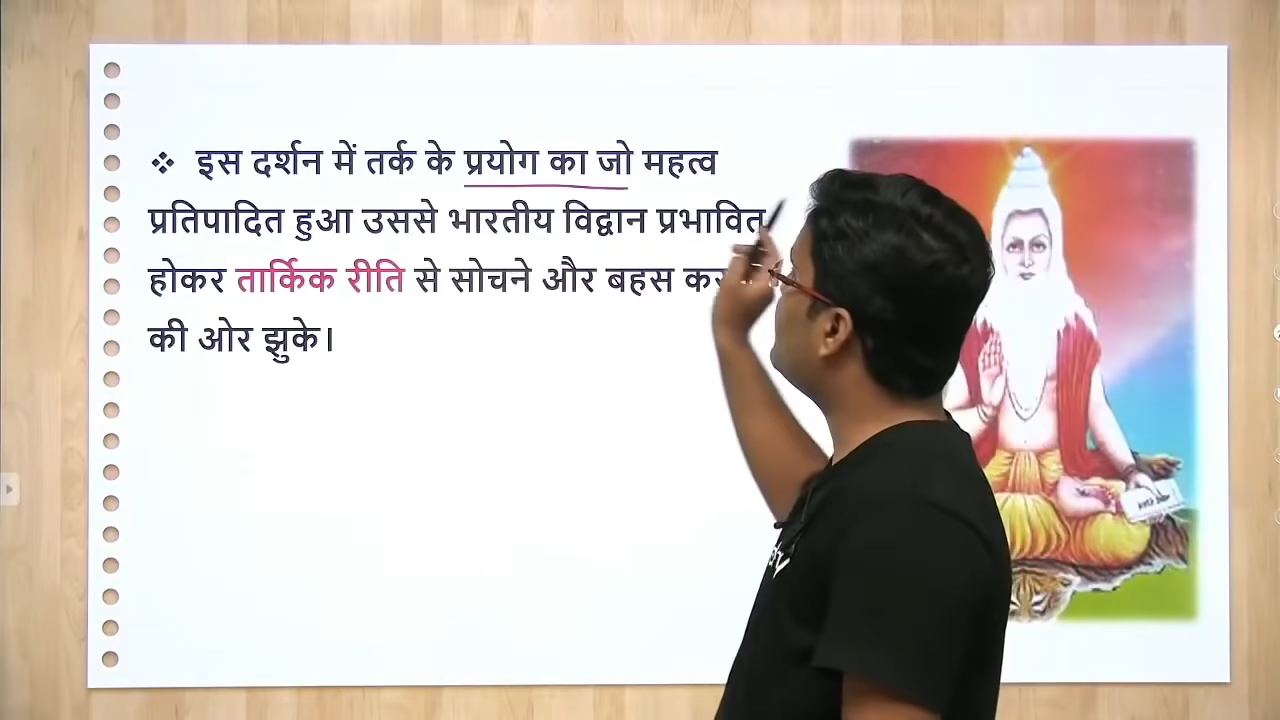 ❖ इस दर्शन में तर्क के प्रयोग का जो महत्व
प्रतिपादित हुआ उससे भारतीय विद्वान प्रभावित
होकर तार्किक रीति से सोचने और बहस
की ओर झुके।